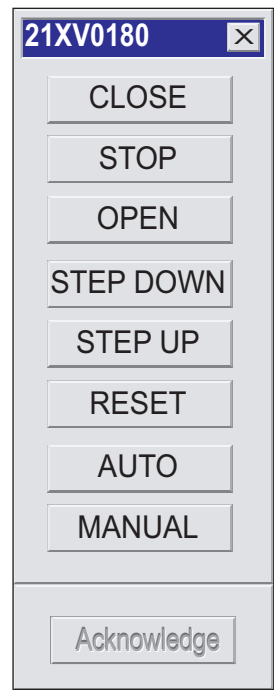 21XV0180
CLOSE
STOP
OPEN
STEP DOWN
STEP UP
RESET
AUTO
MANUAL
Acknowledge